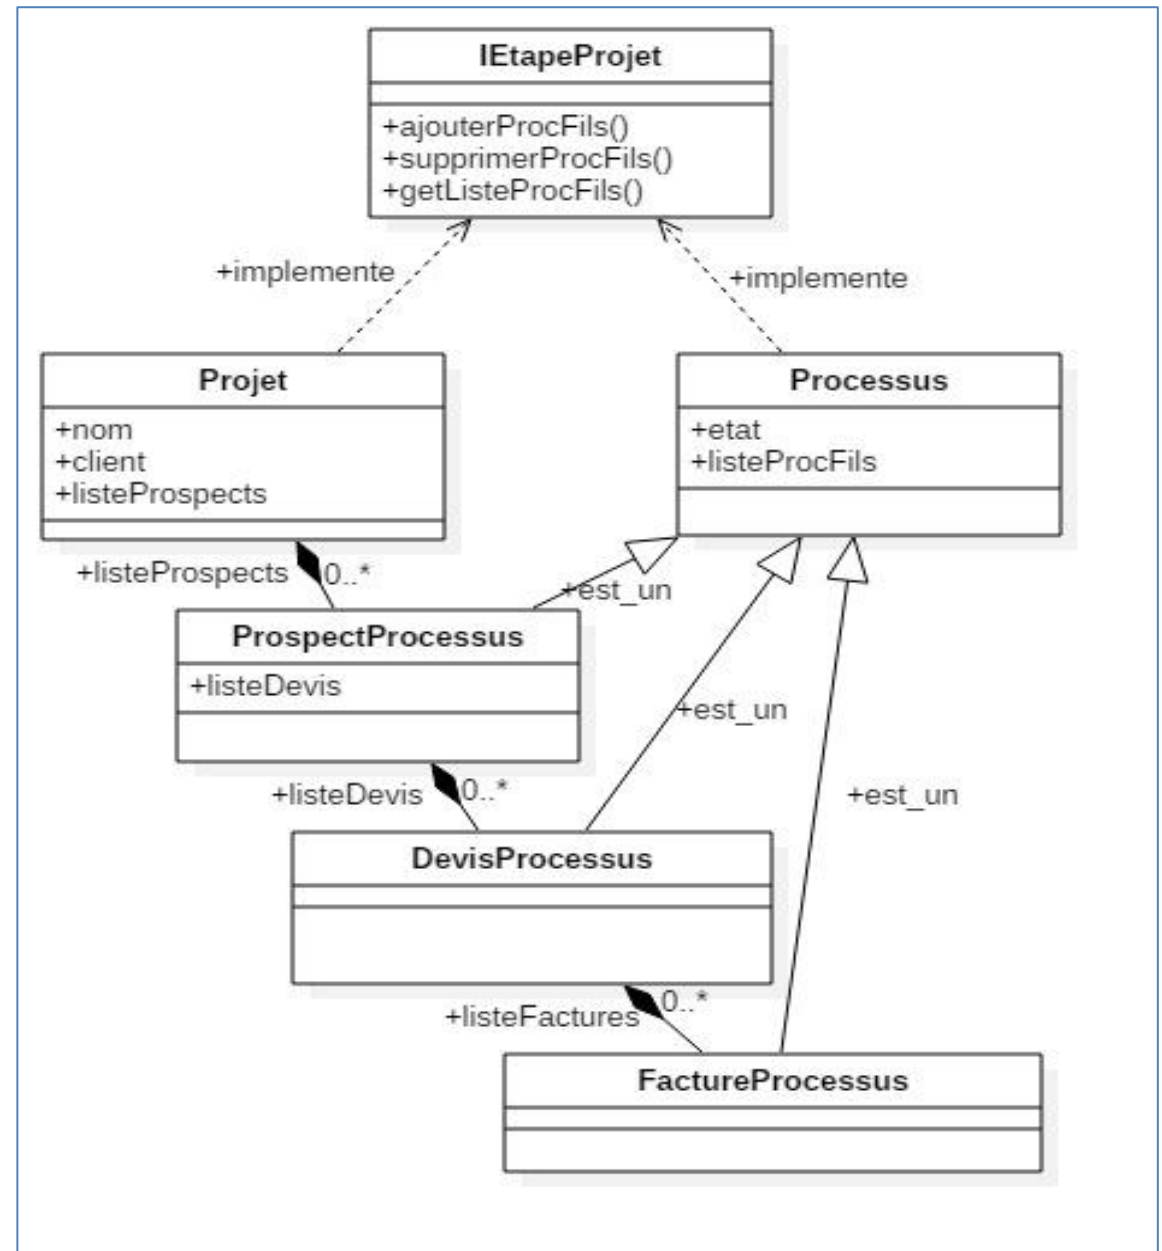 IEtapeProjet
+ajouterProcFils()
+supprimerProcFils()
+getListeProcFils()
+implemente
+implemente
Projet
+nom
+client
+listeProspects
Processus
+etat
+listeProcFils
+listeProspects
0..*
+est_un
ProspectProcessus
+listeDevis
+est_un
+listeDevis
0..*
+est_un
DevisProcessus
+listeFactures
0..*
FactureProcessus